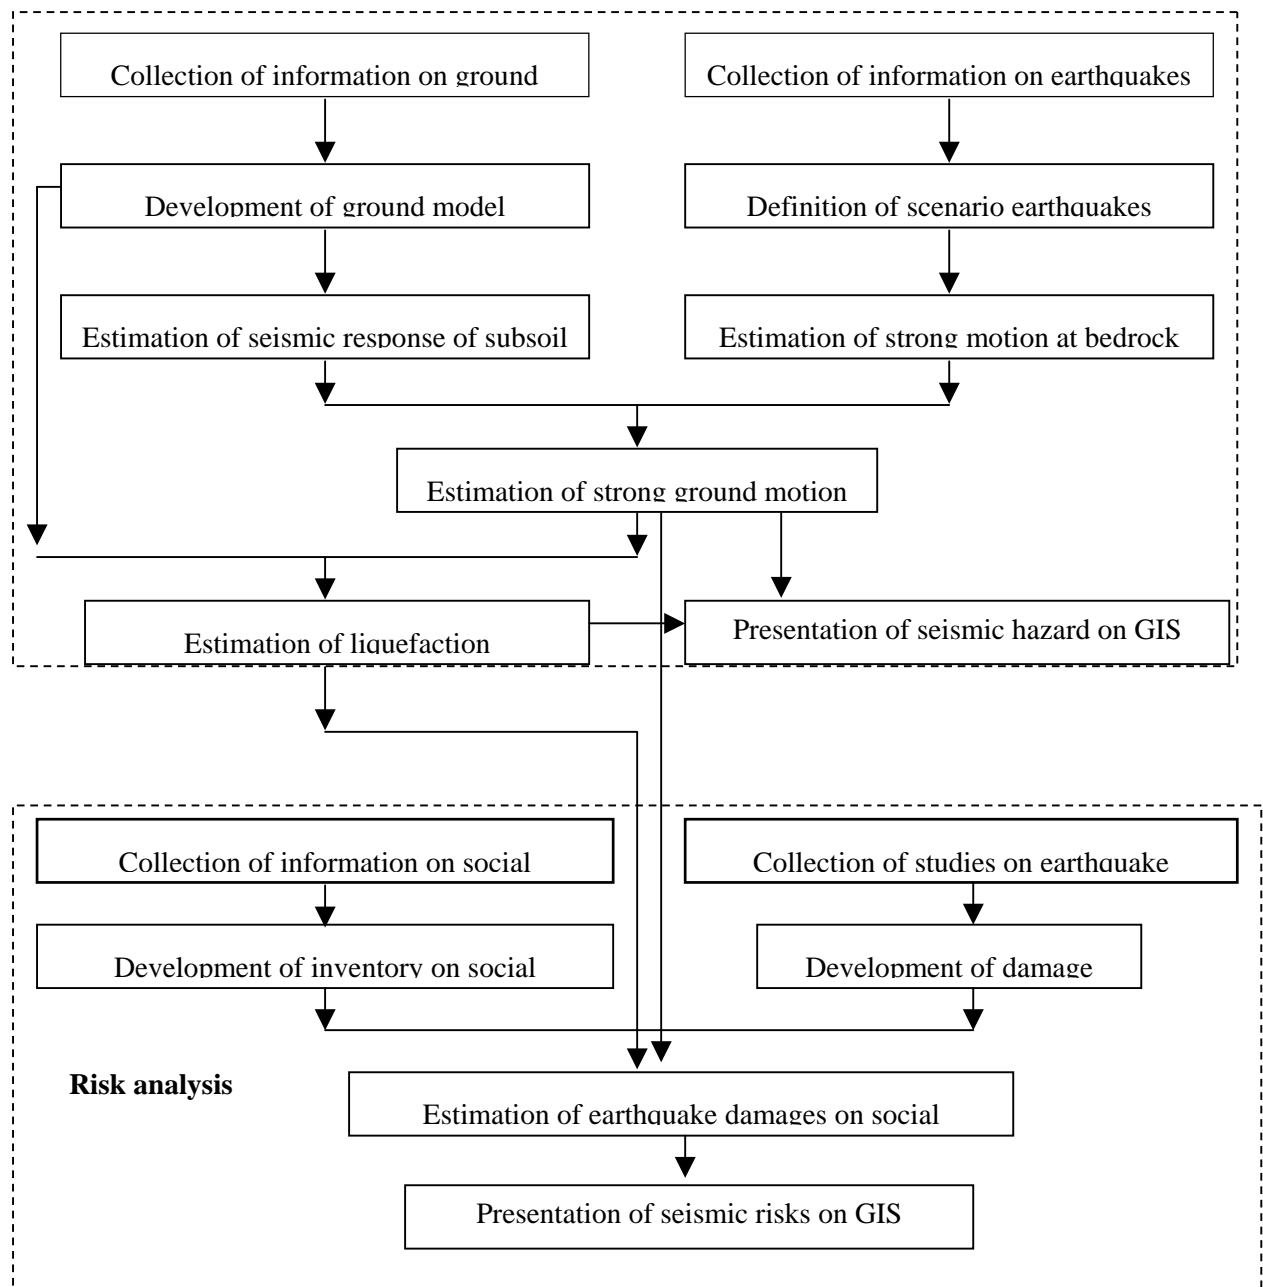 Collection of information on ground
Collection of information on earthquakes
Development of ground model
Definition of scenario earthquakes
Estimation of seismic response of subsoil
Estimation of strong motion at bedrock
Estimation of strong ground motion
Estimation of liquefaction
Presentation of seismic hazard on GIS
Collection of information on social
Collection of studies on earthquake
Development of inventory on social
Development of damage
Risk analysis
Estimation of earthquake damages on social
Presentation of seismic risks on GIS